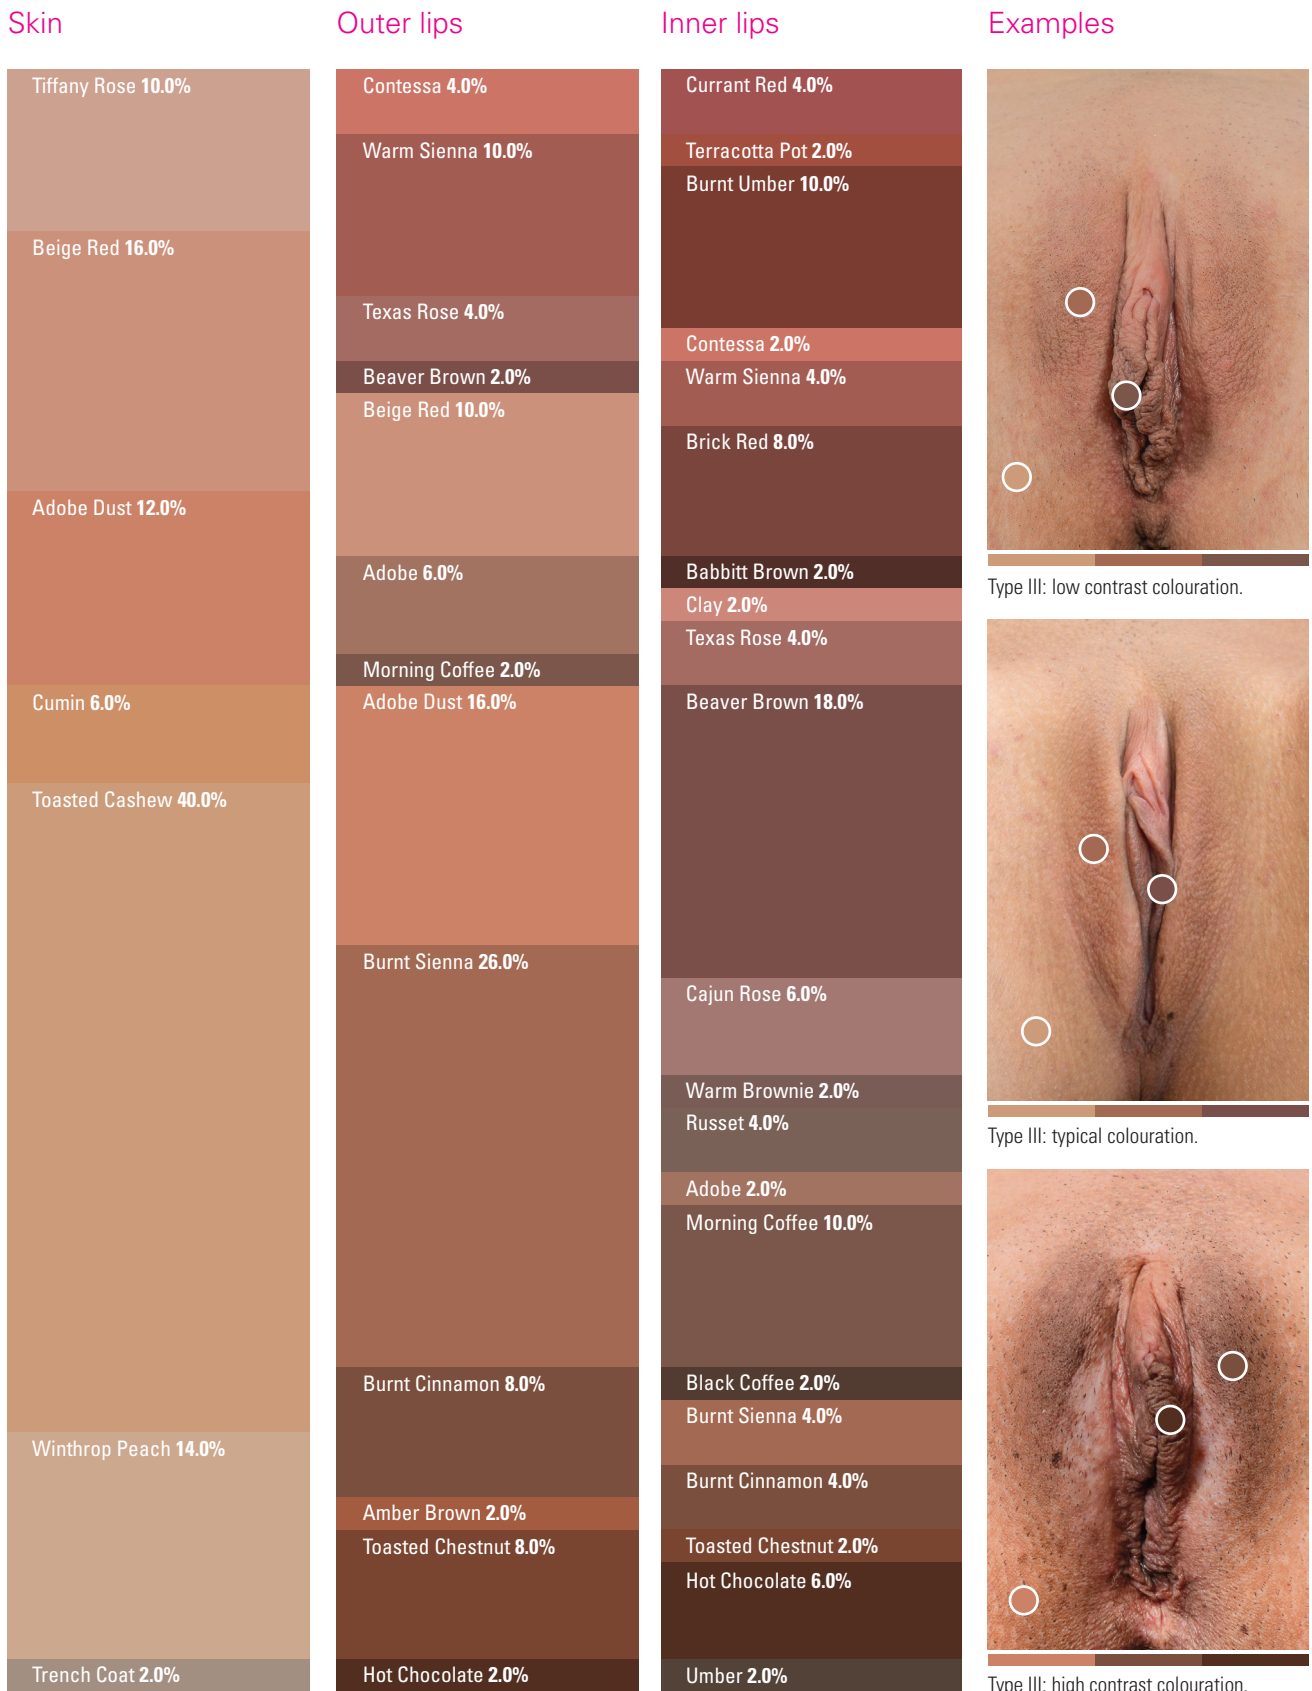 Skin
Tiffany Rose 10.0%
Beige Red 16.0%
Adobe Dust 12.0%
Cumin 6.0%
Toasted Cashew 40.0%
Winthrop Peach 14.0%
Trench Coat 2.0%
Outer lips
Contessa 4.0%
Warm Sienna 10.0%
Texas Rose 4.0%
Beaver Brown 2.0%
Beige Red 10.0%
Adobe 6.0%
Morning Coffee 2.0%
Adobe Dust 16.0%
Burnt Sienna 26.0%
Burnt Cinnamon 8.0%
Amber Brown 2.0%
Toasted Chestnut 8.0%
Hot Chocolate 2.0%
Inner lips
Currant Red 4.0%
Terracotta Pot 2.0%
Burnt Umber 10.0%
Contessa 2.0%
Warm Sienna 4.0%
Brick Red 8.0%
Babbitt Brown 2.0%
Clay 2.0%
Texas Rose 4.0%
Beaver Brown 18.0%
Cajun Rose 6.0%
Warm Brownie 2.0%
Russet 4.0%
Adobe 2.0%
Morning Coffee 10.0%
Black Coffee 2.0%
Burnt Sienna 4.0%
Burnt Cinnamon 4.0%
Toasted Chestnut 2.0%
Hot Chocolate 6.0%
Umber 2.0%
Examples
Type III: low contrast colouration.
Type III: typical colouration.
Type III: high contrast colouration.